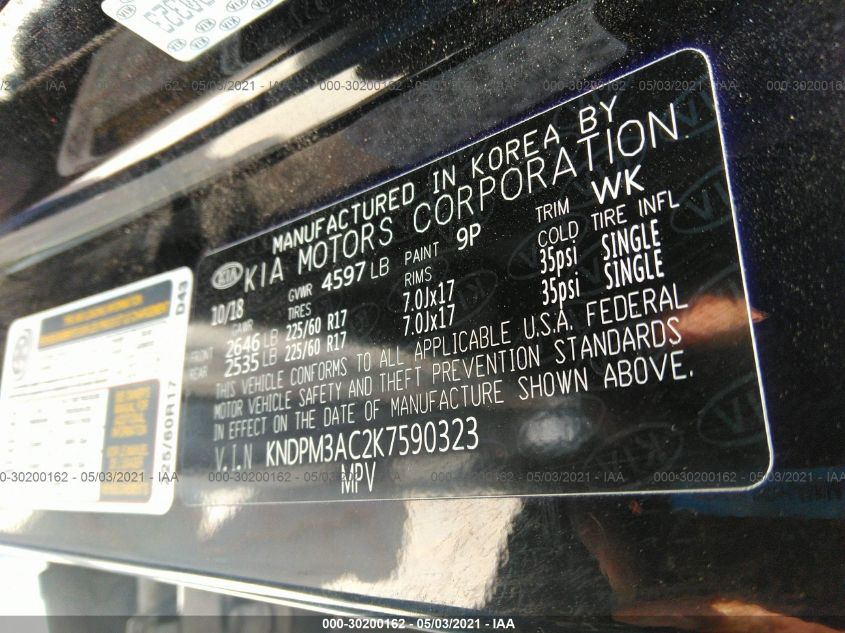 MANUFACTURED IN KOREA BY
KIA KIA MOTORS CORPORATION
10/18 GVWR 4597 LB PAINT 9P TRIM WK
GAWR TIRES RIMS COLD TIRE INFL
FRONT 2646 LB 225/60 R17 7.0Jx17 35psi SINGLE
REAR 2535 LB 225/60 R17 7.0Jx17 35psi SINGLE
THIS VEHICLE CONFORMS TO ALL APPLICABLE U.S.A. FEDERAL
MOTOR VEHICLE SAFETY AND THEFT PREVENTION STANDARDS
IN EFFECT ON THE DATE OF MANUFACTURE SHOWN ABOVE.
V.I.N KNDPM3AC2K7590323
MPV
D43
000-30200162 - 05/03/2021 - IAA